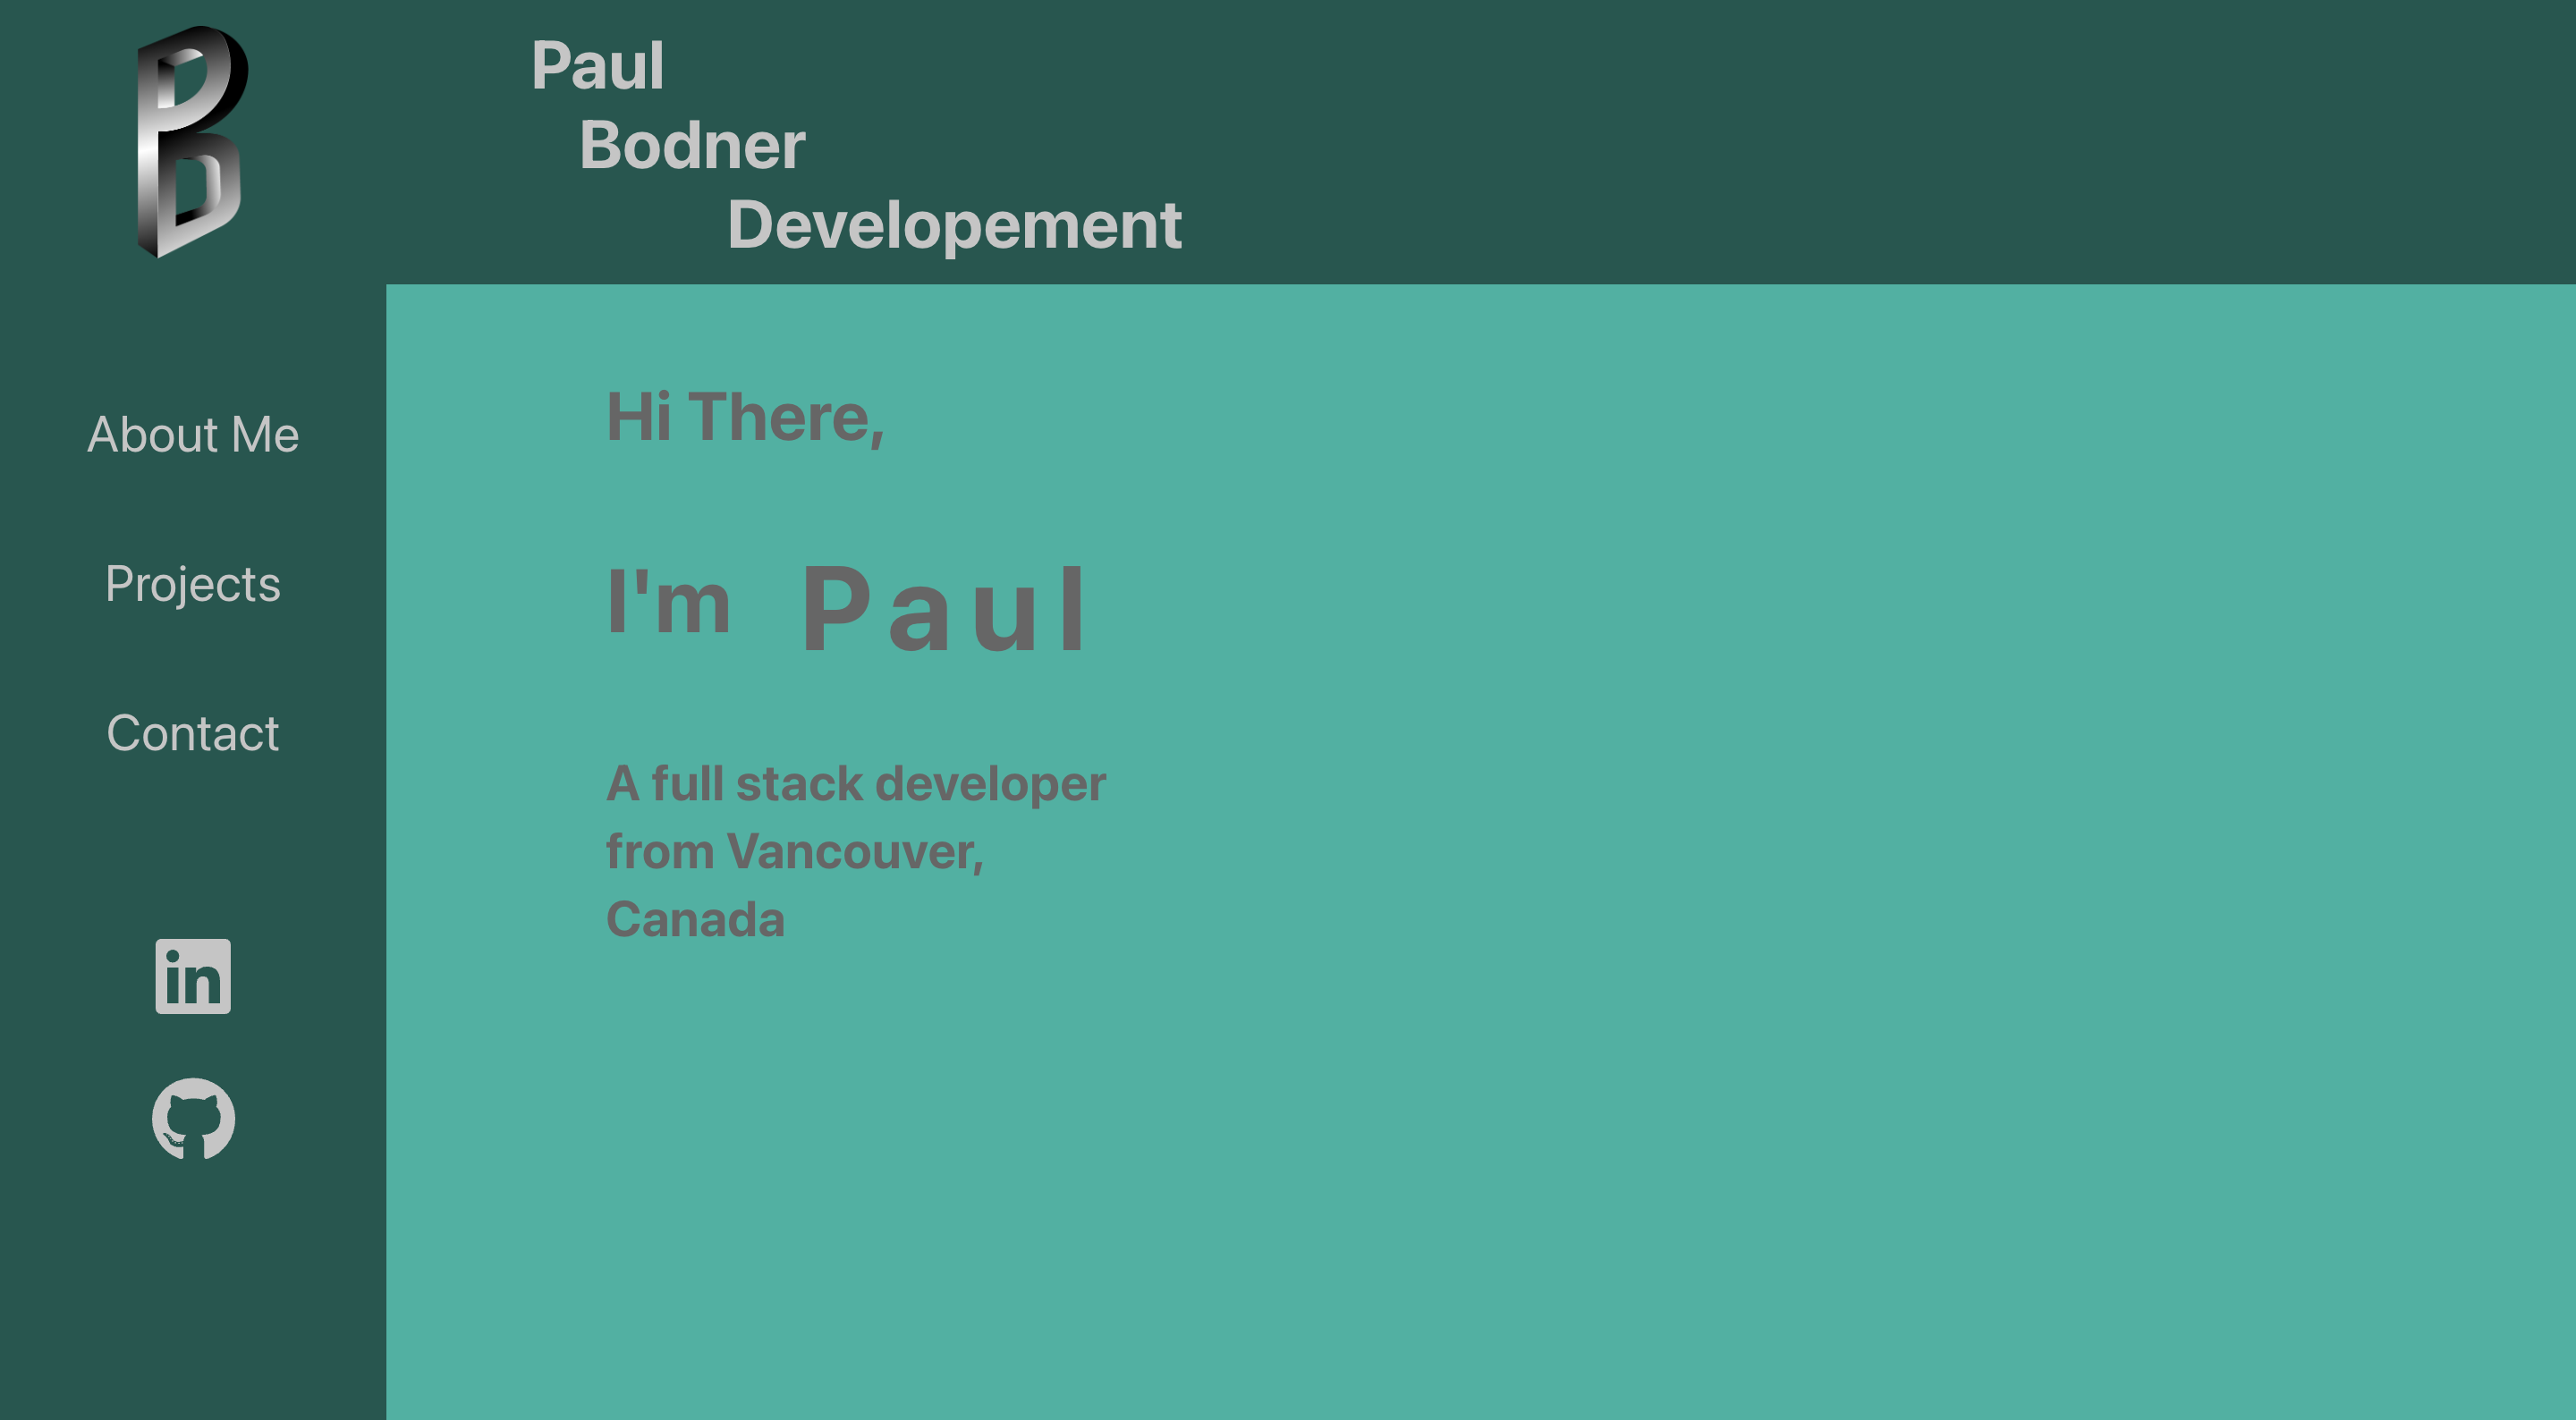 Paul
Bodner
Developement
About Me
Projects
Contact
Hi There,
I'm Paul
A full stack developer
from Vancouver,
Canada
in